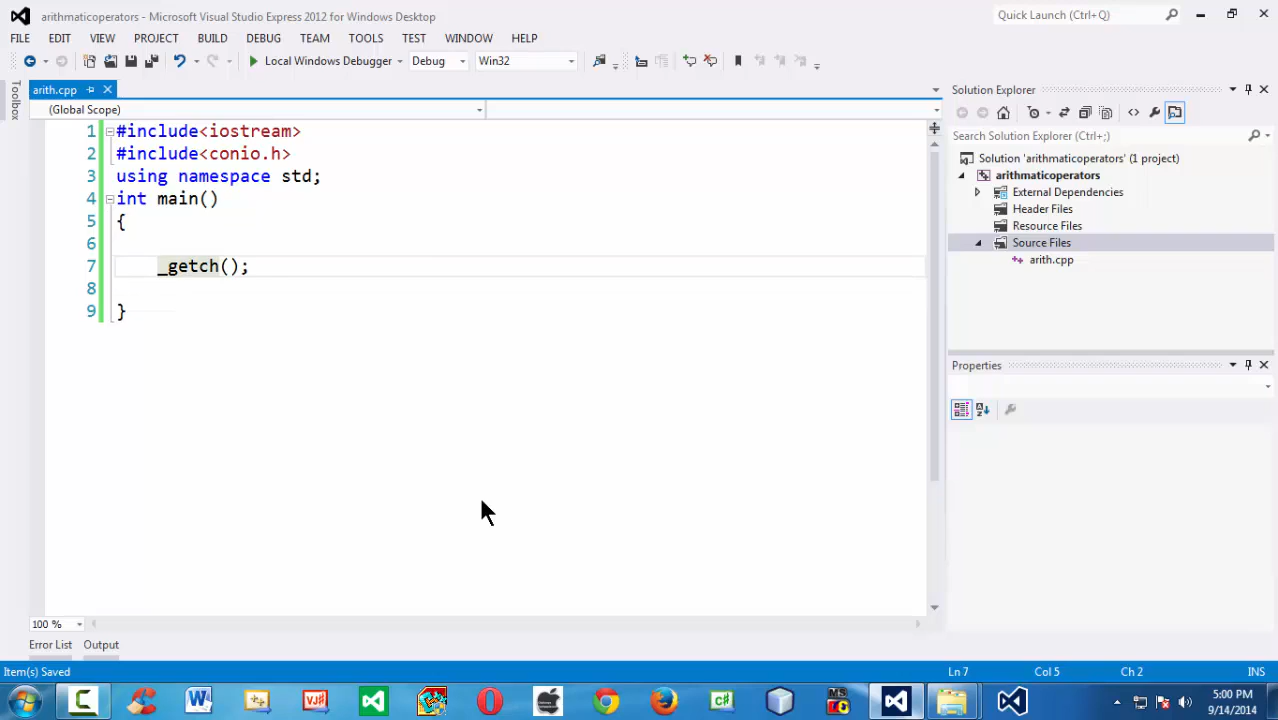 arithmaticoperators - Microsoft Visual Studio Express 2012 for Windows Desktop
Quick Launch (Ctrl+Q)
FILE EDIT VIEW PROJECT BUILD DEBUG TEAM TOOLS TEST WINDOW HELP
Local Windows Debugger Debug Win32
Toolbox
arith.cpp
(Global Scope)
1 #include<iostream>
2 #include<conio.h>
3 using namespace std;
4 int main()
5 {
6
7 _getch();
8
9 }
100 %
Solution Explorer
Search Solution Explorer (Ctrl+;)
Solution 'arithmaticoperators' (1 project)
arithmaticoperators
External Dependencies
Header Files
Resource Files
Source Files
arith.cpp
Properties
Error List Output
Item(s) Saved
Ln 7 Col 5 Ch 2 INS
5:00 PM
9/14/2014